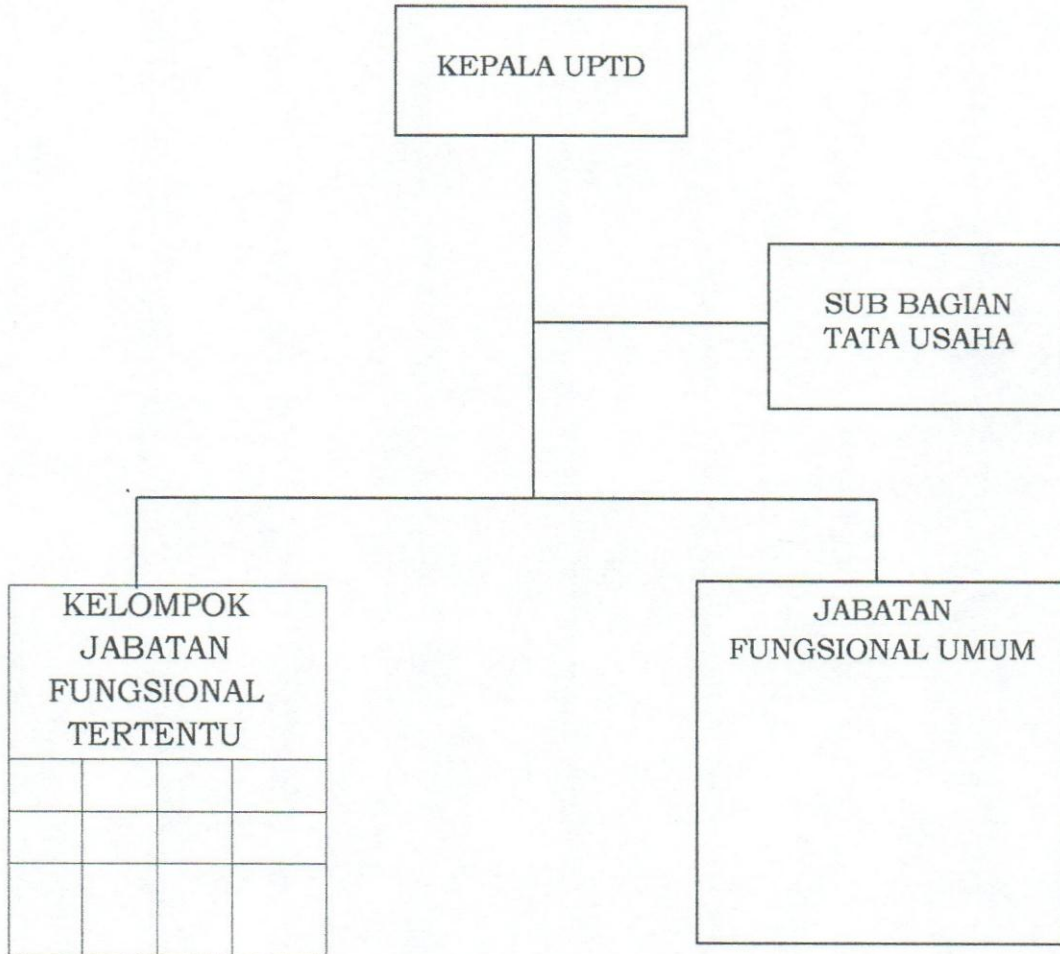 KEPALA UPTD
SUB BAGIAN
TATA USAHA
KELOMPOK
JABATAN
FUNGSIONAL
TERTENTU
JABATAN
FUNGSIONAL UMUM